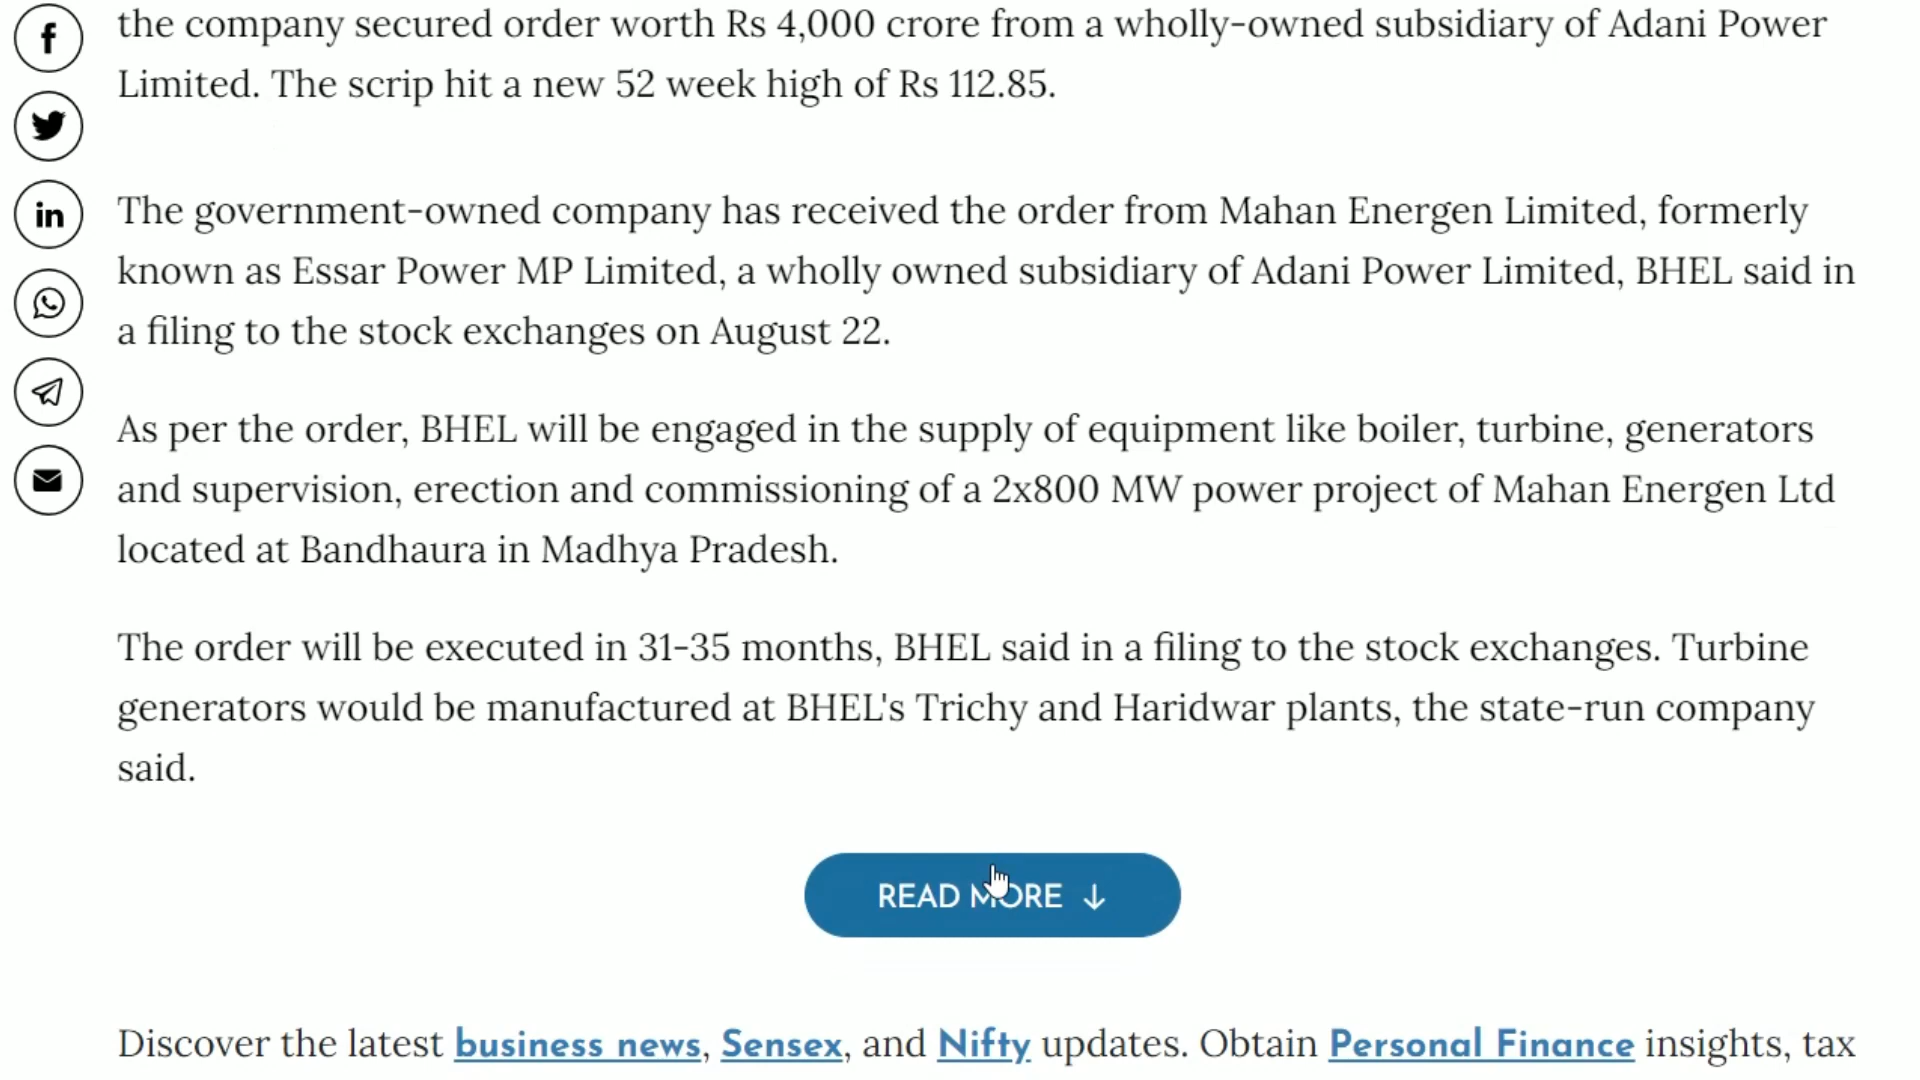 the company secured order worth Rs 4,000 crore from a wholly-owned subsidiary of Adani Power
Limited. The scrip hit a new 52 week high of Rs 112.85.
The government-owned company has received the order from Mahan Energen Limited, formerly
known as Essar Power MP Limited, a wholly owned subsidiary of Adani Power Limited, BHEL said in
a filing to the stock exchanges on August 22.
As per the order, BHEL will be engaged in the supply of equipment like boiler, turbine, generators
and supervision, erection and commissioning of a 2x800 MW power project of Mahan Energen Ltd
located at Bandhaura in Madhya Pradesh.
The order will be executed in 31-35 months, BHEL said in a filing to the stock exchanges. Turbine
generators would be manufactured at BHEL's Trichy and Haridwar plants, the state-run company
said.
READ MORE ↓
Discover the latest business news, Sensex, and Nifty updates. Obtain Personal Finance insights, tax